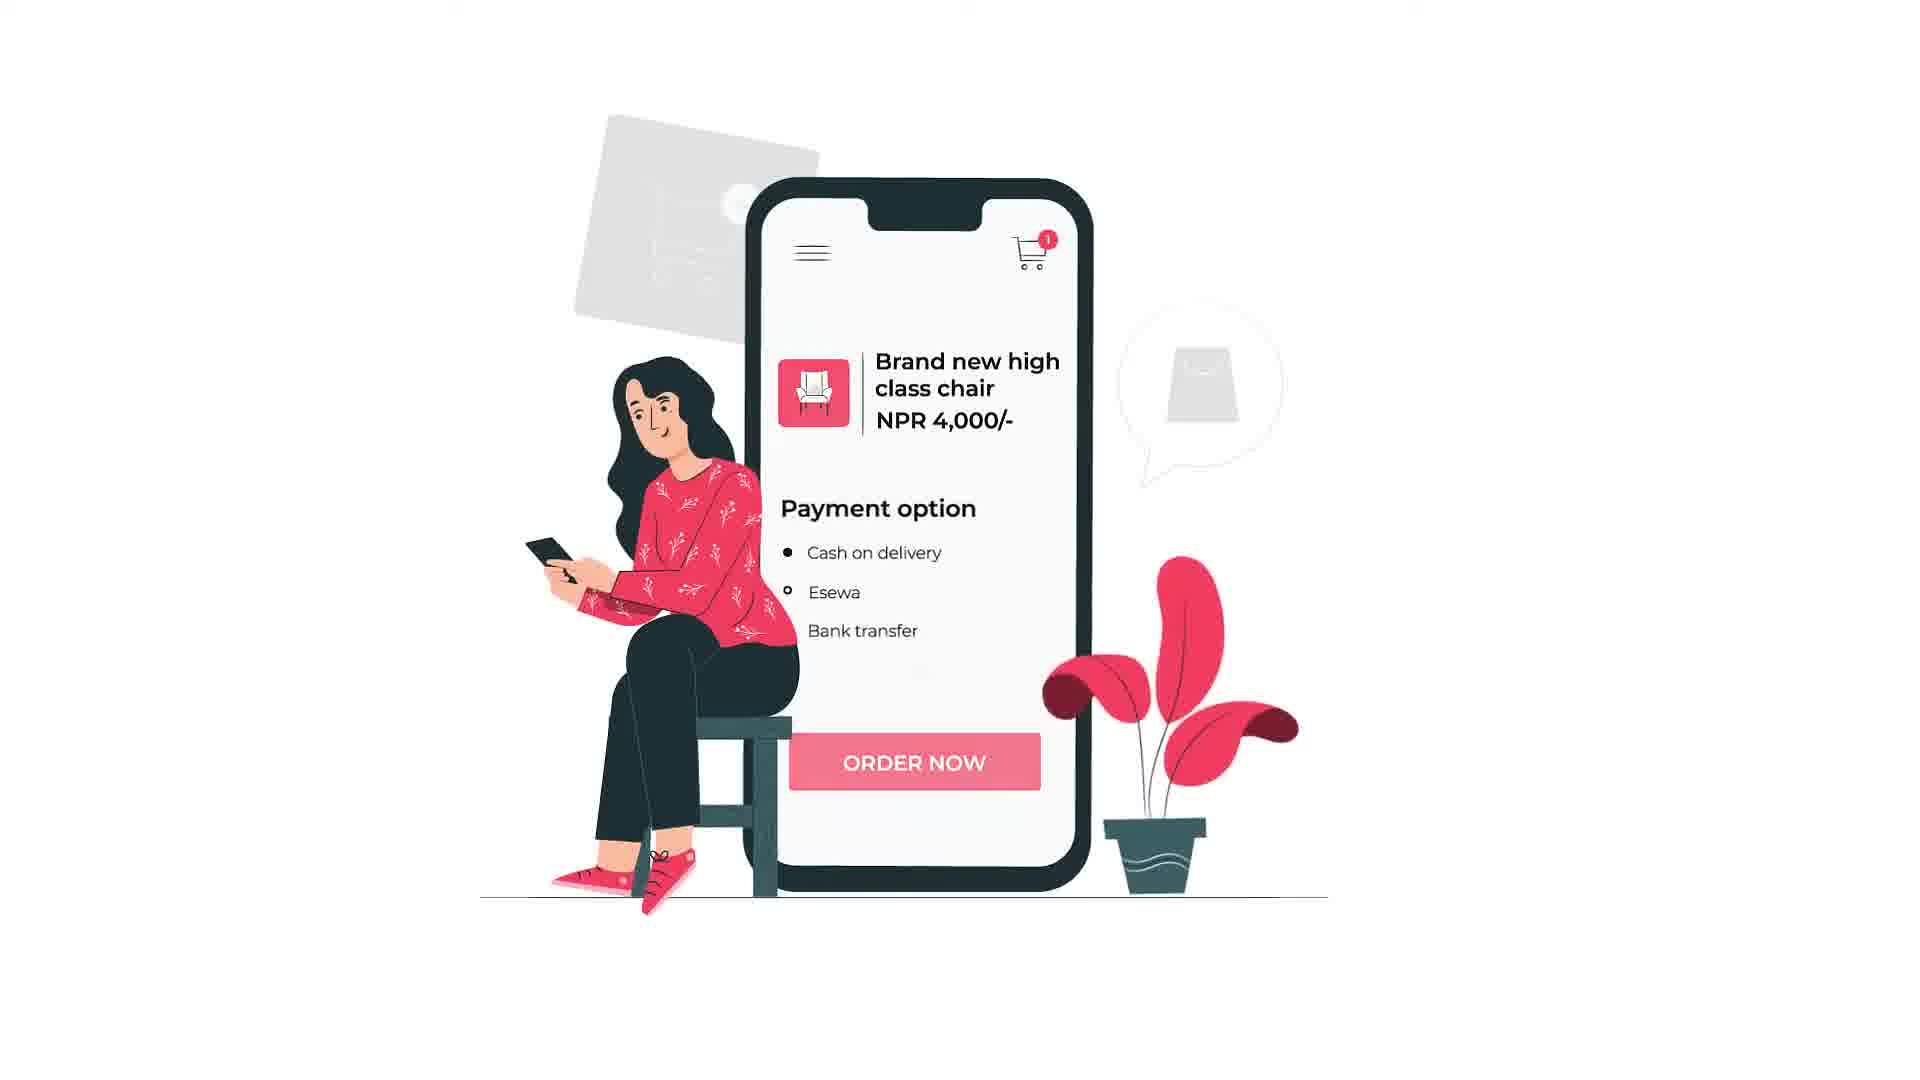 1
Brand new high
class chair
NPR 4,000/-
Payment option
Cash on delivery
Esewa
Bank transfer
ORDER NOW